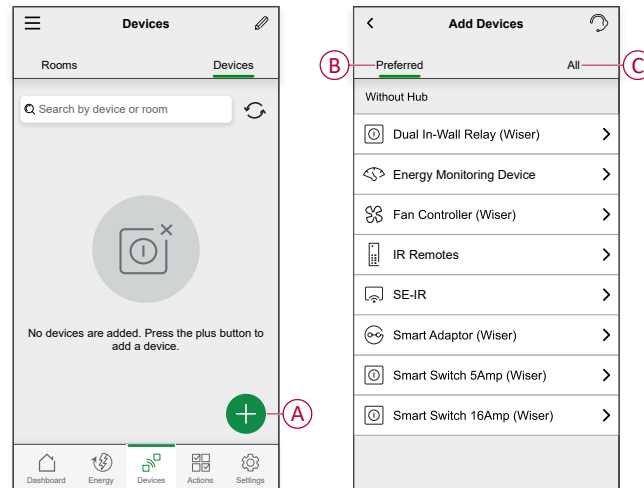 Devices
Rooms
Devices
Search by device or room
No devices are added. Press the plus button to
add a device.
A
Dashboard
Energy
Devices
Actions
Settings
Add Devices
B
Preferred
All
C
Without Hub
Dual In-Wall Relay (Wiser)
Energy Monitoring Device
Fan Controller (Wiser)
IR Remotes
SE-IR
Smart Adaptor (Wiser)
Smart Switch 5Amp (Wiser)
Smart Switch 16Amp (Wiser)